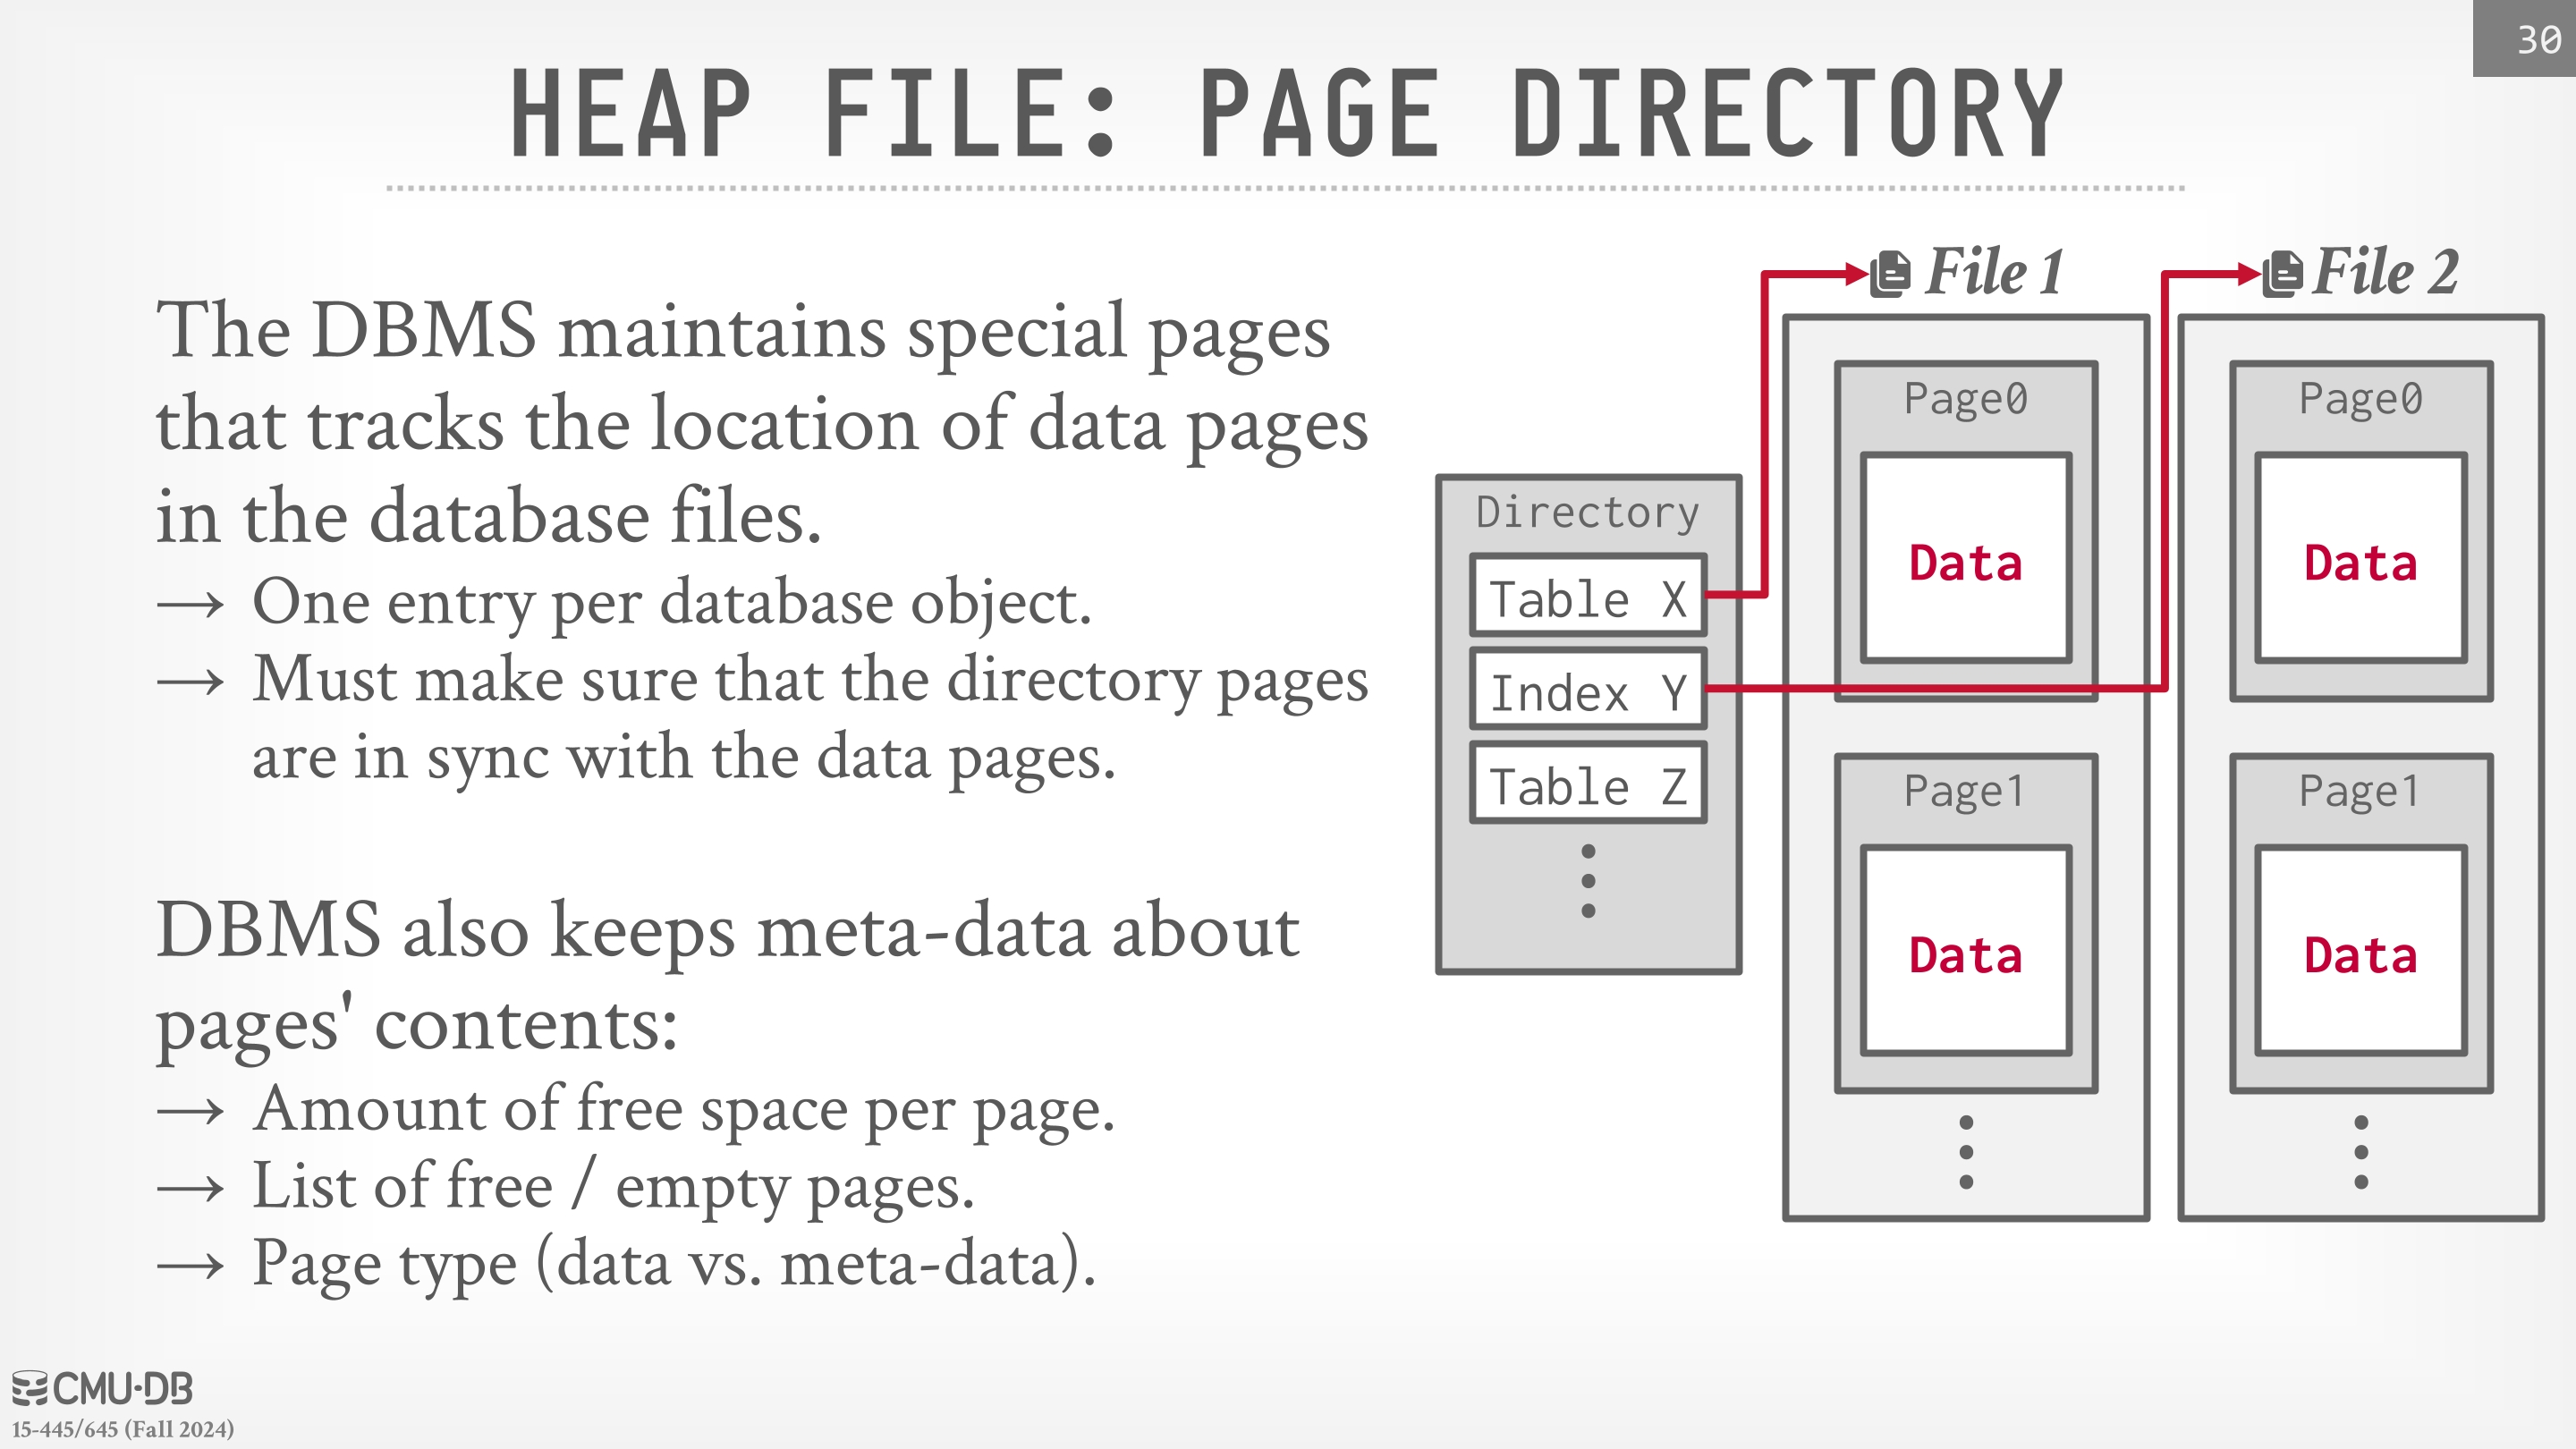 30
HEAP FILE: PAGE DIRECTORY
The DBMS maintains special pages
that tracks the location of data pages
in the database files.
→ One entry per database object.
→ Must make sure that the directory pages
are in sync with the data pages.
DBMS also keeps meta-data about
pages' contents:
→ Amount of free space per page.
→ List of free / empty pages.
→ Page type (data vs. meta-data).
Directory
Table X
Index Y
Table Z
File 1
Page0
Data
Page1
Data
File 2
Page0
Data
Page1
Data
CMU·DB
15-445/645 (Fall 2024)